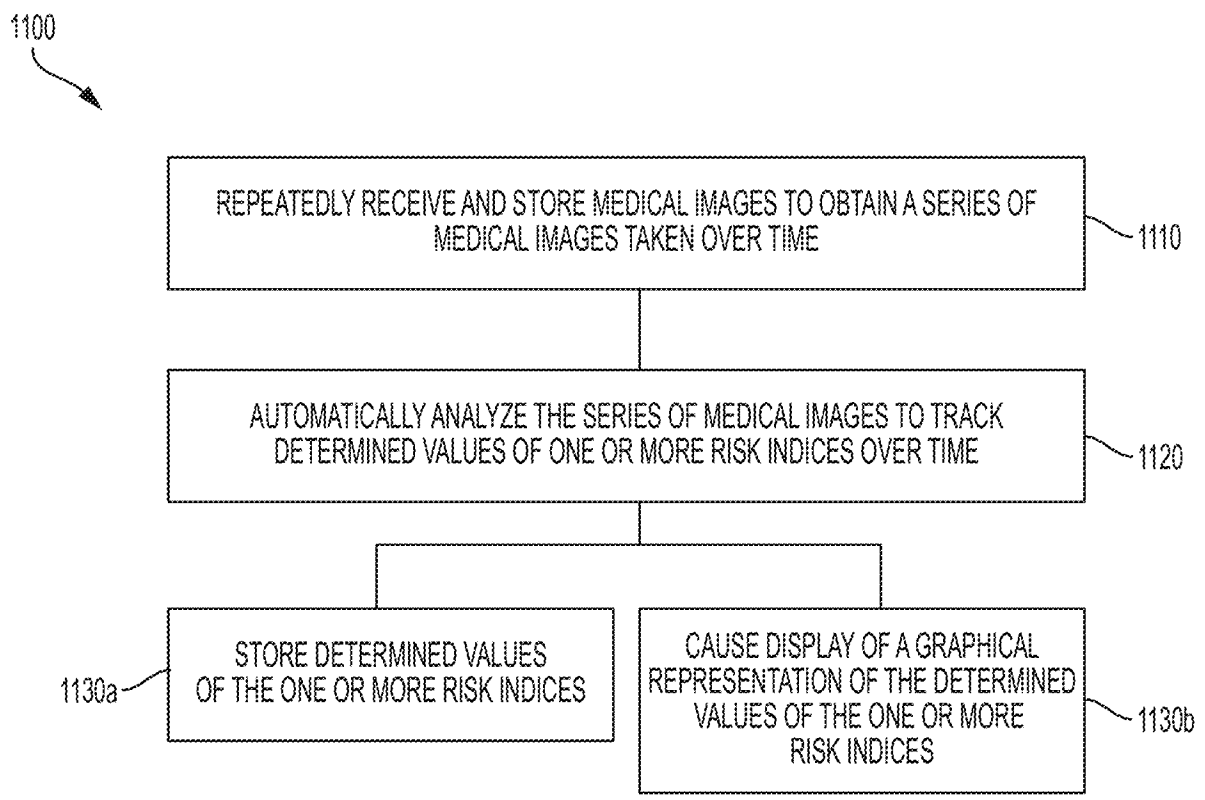 1100
REPEATEDLY RECEIVE AND STORE MEDICAL IMAGES TO OBTAIN A SERIES OF
MEDICAL IMAGES TAKEN OVER TIME
1110
AUTOMATICALLY ANALYZE THE SERIES OF MEDICAL IMAGES TO TRACK
DETERMINED VALUES OF ONE OR MORE RISK INDICES OVER TIME
1120
STORE DETERMINED VALUES
OF THE ONE OR MORE RISK INDICES
1130a
CAUSE DISPLAY OF A GRAPHICAL
REPRESENTATION OF THE DETERMINED
VALUES OF THE ONE OR MORE
RISK INDICES
1130b